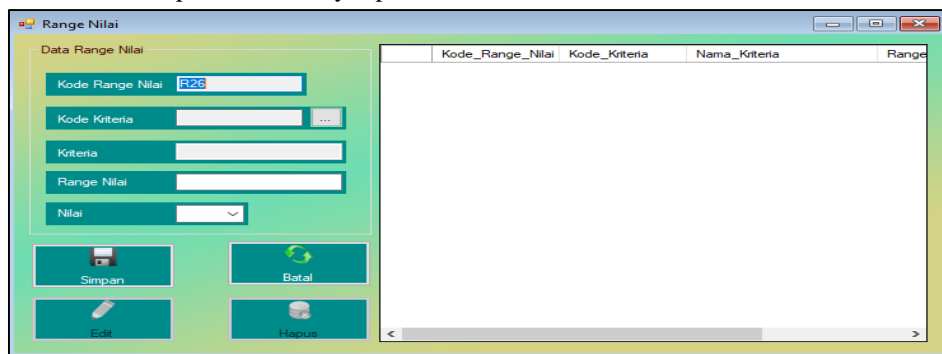 Range Nilai
Data Range Nilai
Kode Range Nilai R26
Kode Kriteria ...
Kriteria
Range Nilai
Nilai
Simpan Batal
Edit Hapus
Kode_Range_Nilai Kode_Kriteria Nama_Kriteria Range